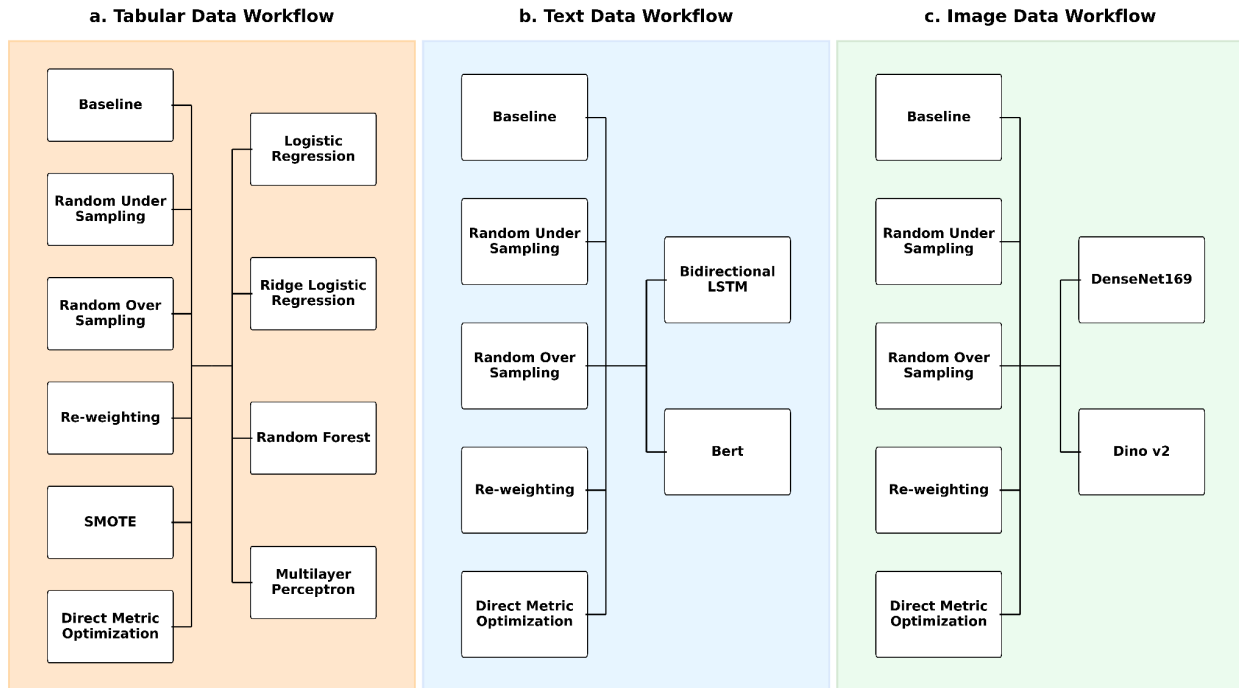 a. Tabular Data Workflow
Baseline
Random Under
Sampling
Random Over
Sampling
Re-weighting
SMOTE
Direct Metric
Optimization
Logistic
Regression
Ridge Logistic
Regression
Random Forest
Multilayer
Perceptron
b. Text Data Workflow
Baseline
Random Under
Sampling
Random Over
Sampling
Re-weighting
Direct Metric
Optimization
Bidirectional
LSTM
Bert
c. Image Data Workflow
Baseline
Random Under
Sampling
Random Over
Sampling
Re-weighting
Direct Metric
Optimization
DenseNet169
Dino v2